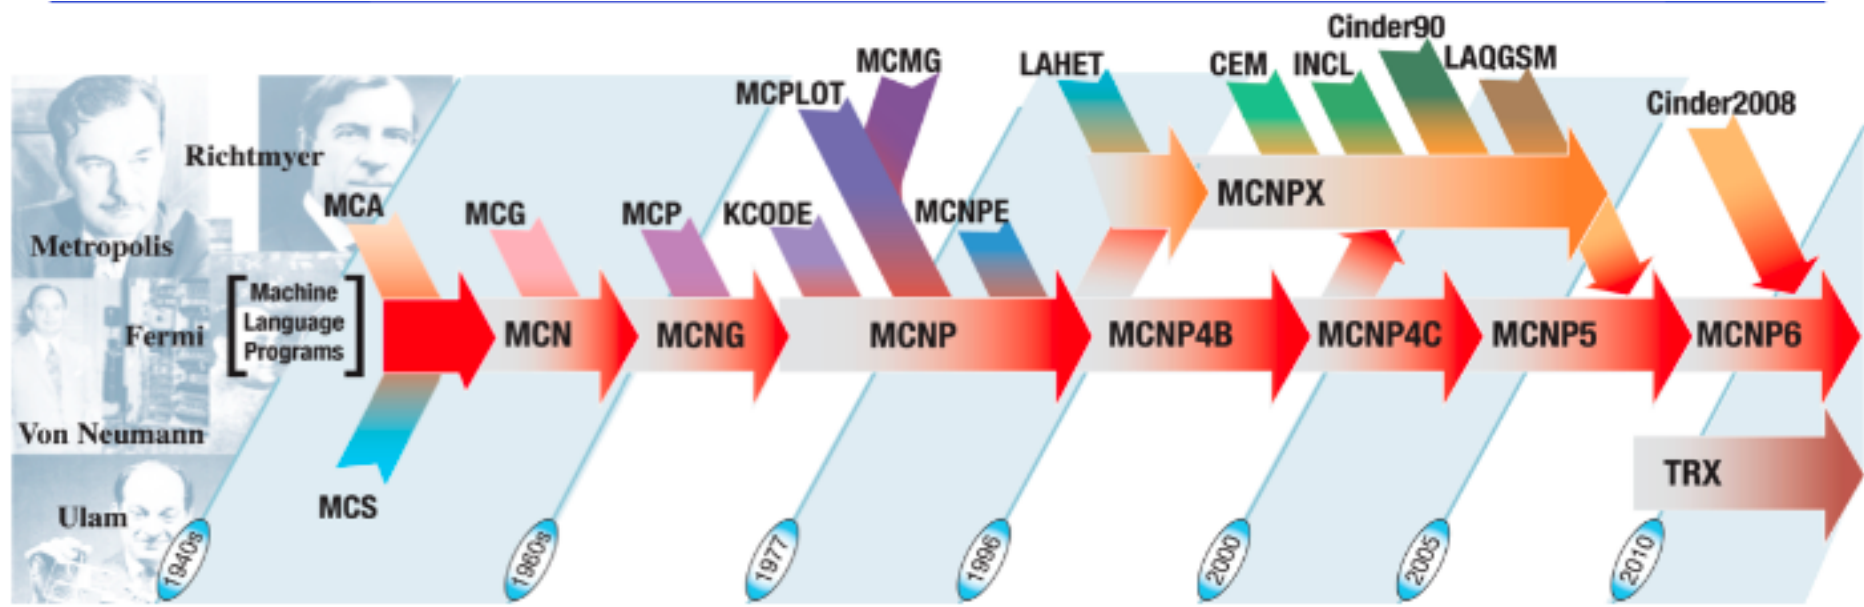 Cinder90
MCMG
LAHET
CEM
INCL
LAQGSM
MCPLOT
Cinder2008
Richtmyer
MCA
MCG
MCP
KCODE
MCNPE
MCNPX
Metropolis
[Machine
Language
Programs]
Fermi
MCN
MCNG
MCNP
MCNP4B
MCNP4C
MCNP5
MCNP6
Von Neumann
TRX
MCS
Ulam
1940s
1960s
1977
1996
2000
2005
2010